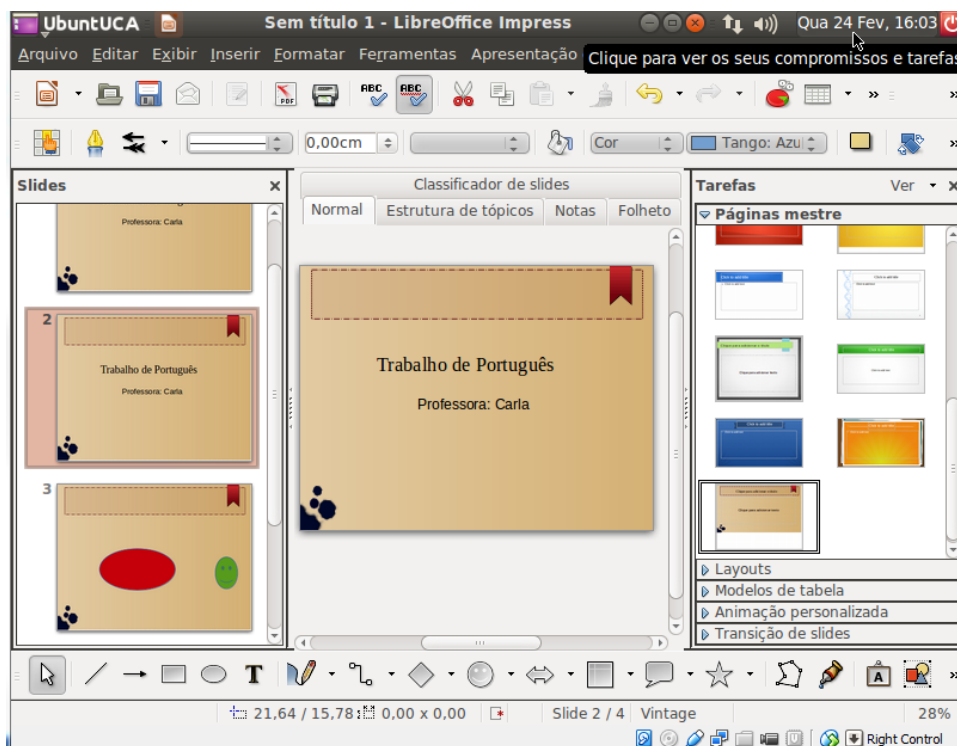 UbuntUCA
Sem título 1 - LibreOffice Impress
Qua 24 Fev, 16:03
Arquivo Editar Exibir Inserir Formatar Ferramentas Apresentação
Clique para ver os seus compromissos e tarefas
PDF
ABC
ABC
»
»
0,00cm
Cor
Tango: Azu
»
Slides
Classificador de slides
Tarefas
Ver
Normal
Estrutura de tópicos
Notas
Folheto
Páginas mestre
Professora: Carla
2
Trabalho de Português
Professora: Carla
3
Trabalho de Português
Professora: Carla
Layouts
Modelos de tabela
Animação personalizada
Transição de slides
T
A
»
21,64 / 15,78
0,00 x 0,00
Slide 2 / 4
Vintage
28%
Right Control